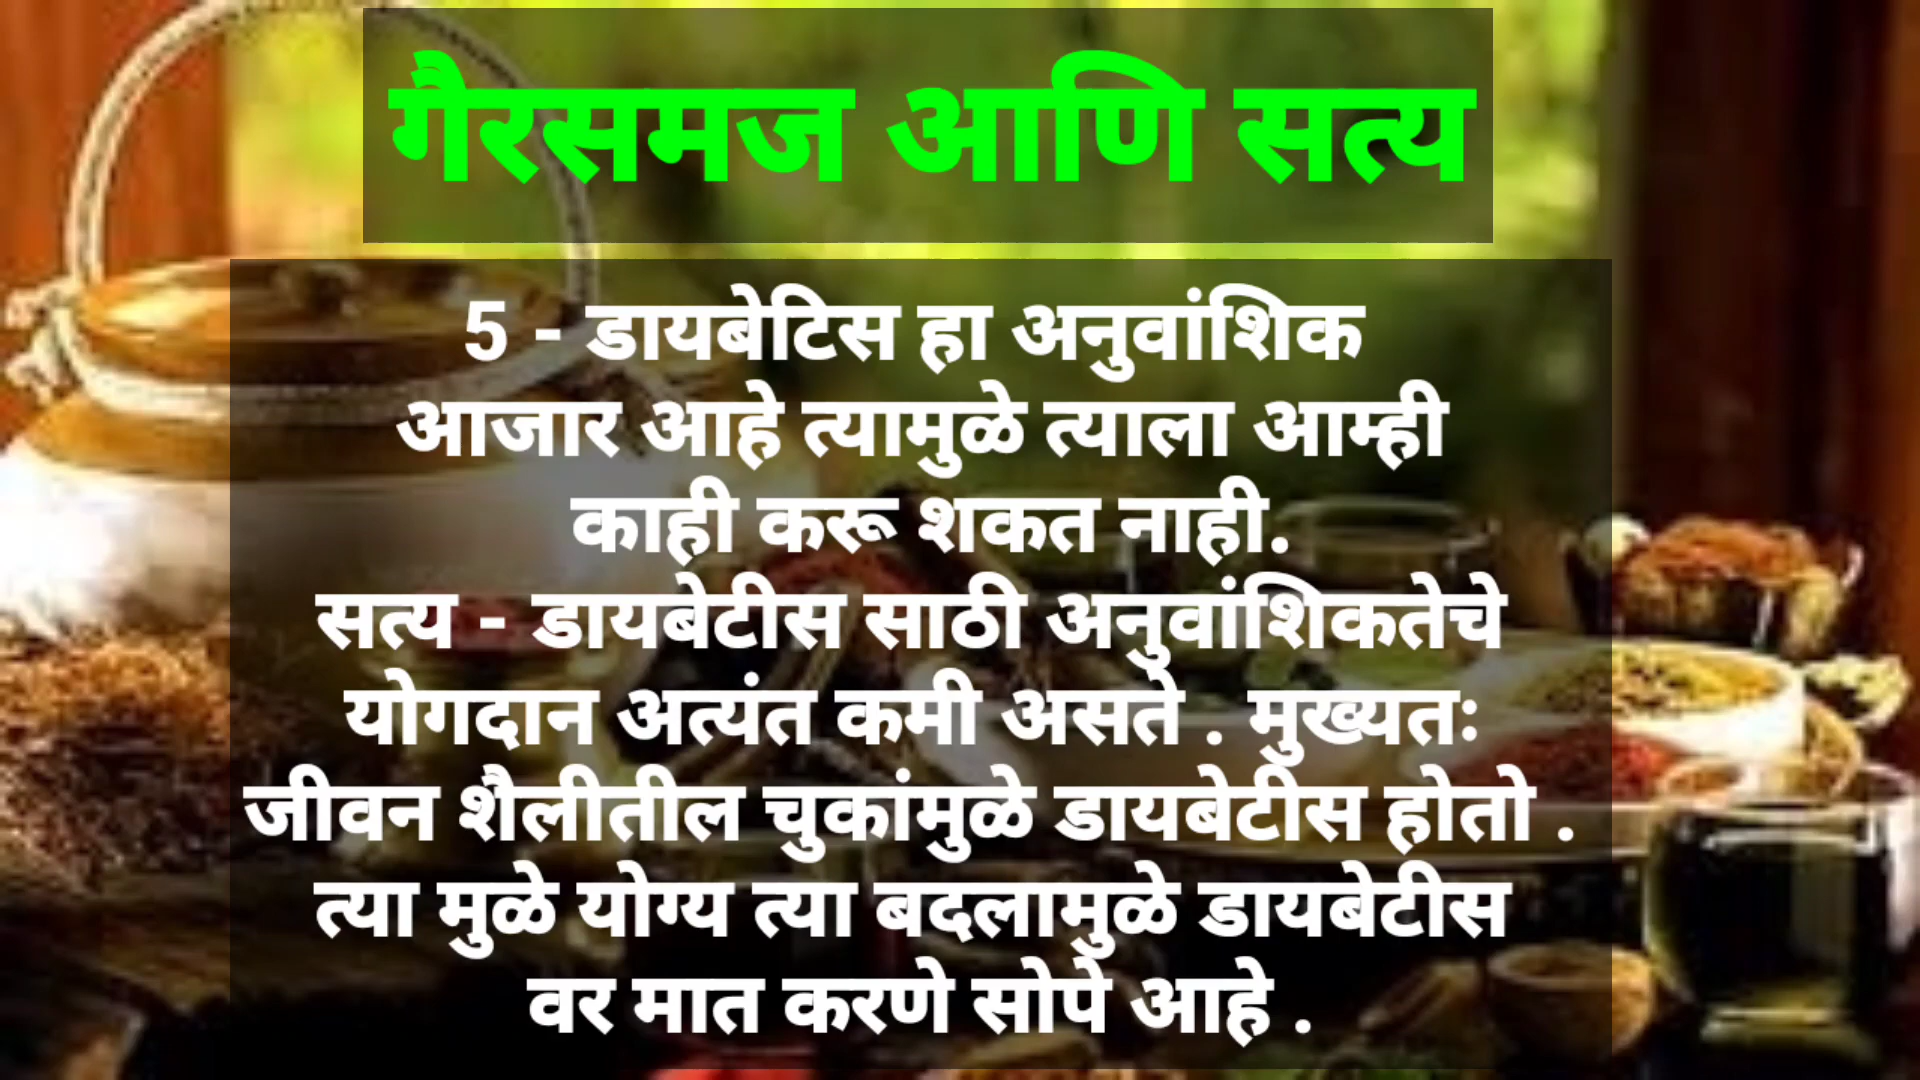 गैरसमज आणि सत्य
5 - डायबेटिस हा अनुवांशिक
आजार आहे त्यामुळे त्याला आम्ही
काही करू शकत नाही.
सत्य - डायबेटीस साठी अनुवांशिकतेचे
योगदान अत्यंत कमी असते . मुख्यतः
जीवन शैलीतील चुकांमुळे डायबेटीस होतो .
त्या मुळे योग्य त्या बदलामुळे डायबेटीस
वर मात करणे सोपे आहे .